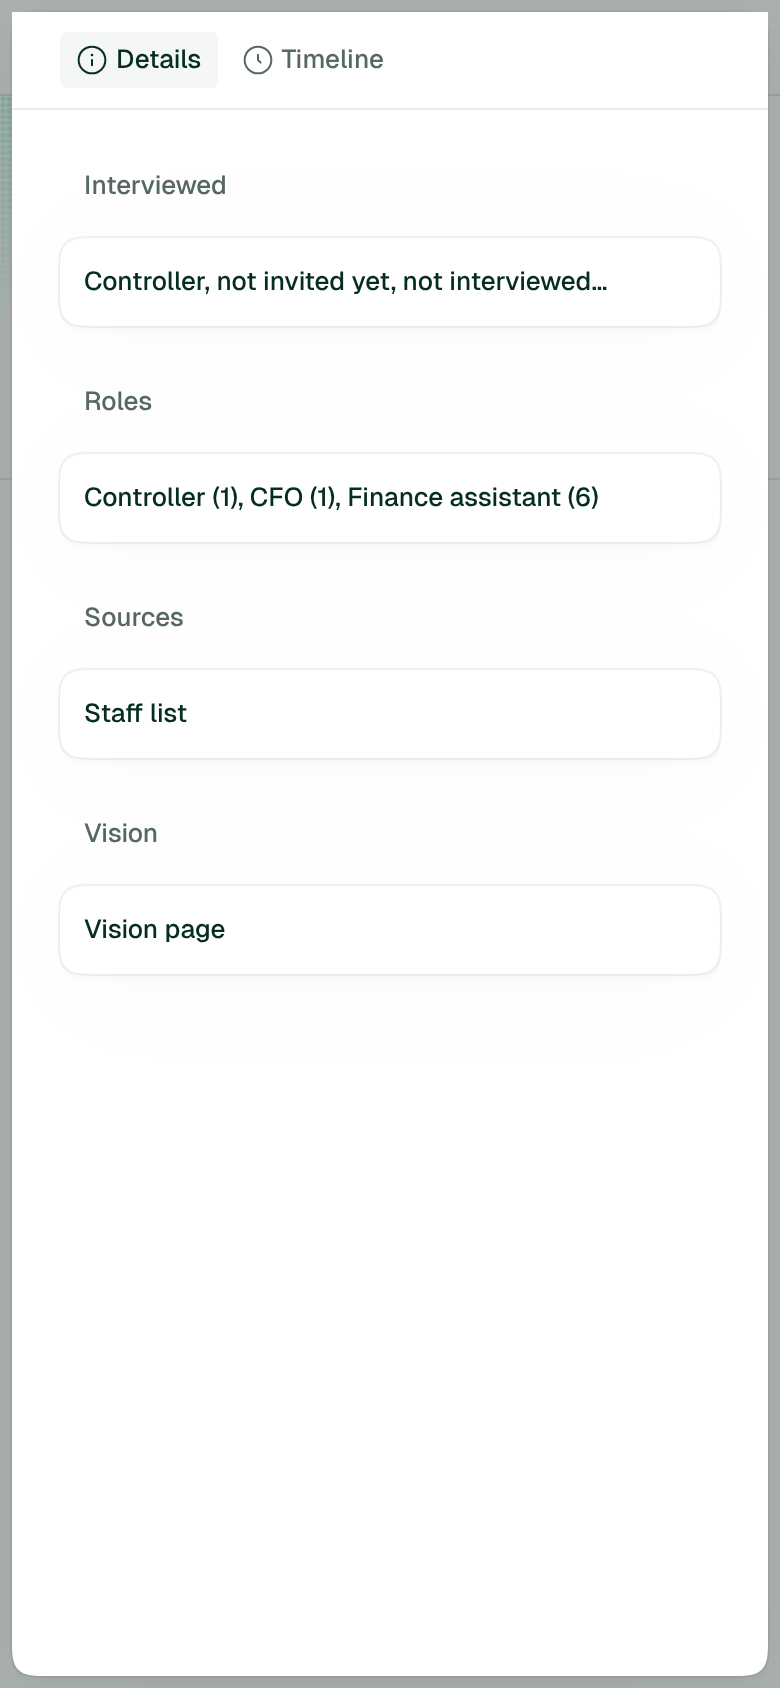 Details
Timeline
Interviewed
Controller, not invited yet, not interviewed...
Roles
Controller (1), CFO (1), Finance assistant (6)
Sources
Staff list
Vision
Vision page